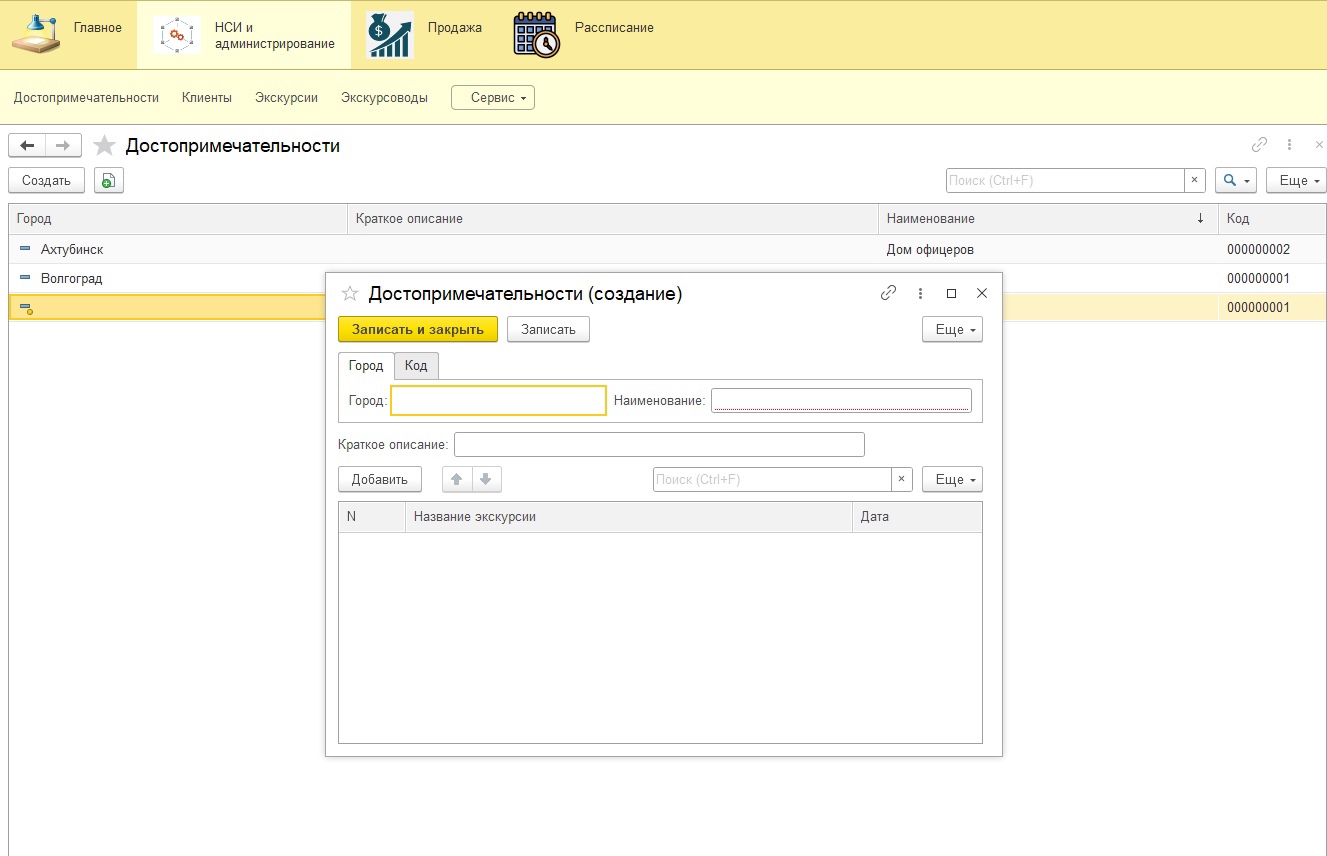 Главное
НСИ и
администрирование
Продажа
Рассписание
Достопримечательности Клиенты Экскурсии Экскурсоводы Сервис
Достопримечательности
Создать Поиск (Ctrl+F) × Еще
Город Краткое описание Наименование ↓ Код
Ахтубинск Дом офицеров 000000002
Волгоград 000000001
000000001
Достопримечательности (создание)
Записать и закрыть Записать Еще
Город Код
Город: Наименование:
Краткое описание:
Добавить Поиск (Ctrl+F) × Еще
N Название экскурсии Дата